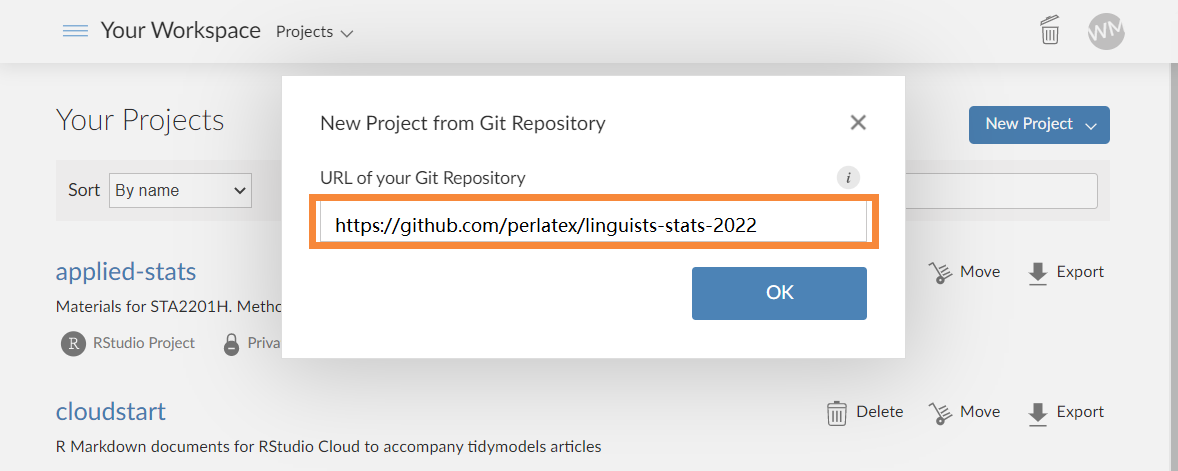 Your Workspace Projects
WM
Your Projects
New Project
Sort By name
New Project from Git Repository
URL of your Git Repository
i
https://github.com/perlatex/linguists-stats-2022
OK
applied-stats
Move Export
Materials for STA2201H. Metho
R RStudio Project Priva
cloudstart
Delete Move Export
R Markdown documents for RStudio Cloud to accompany tidymodels articles